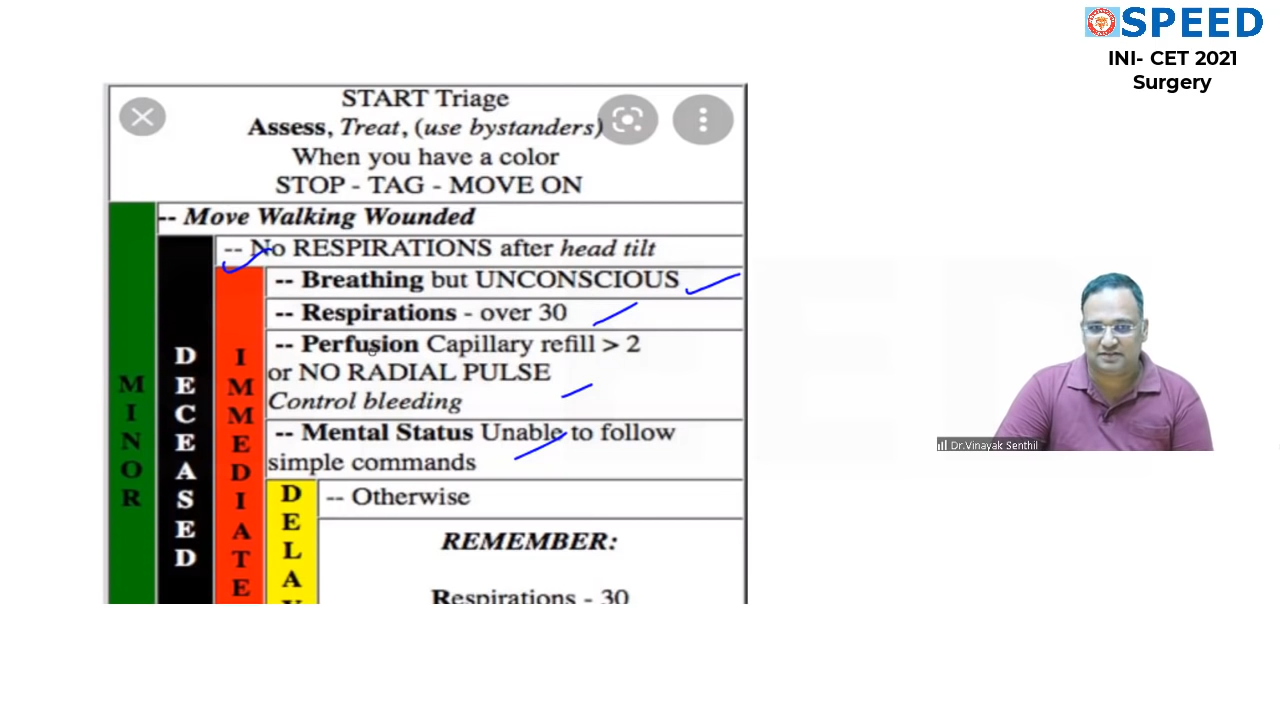 SPEED
INI- CET 2021
Surgery
START Triage
Assess, Treat, (use bystanders)
When you have a color
STOP - TAG - MOVE ON
-- Move Walking Wounded
-- No RESPIRATIONS after head tilt
-- Breathing but UNCONSCIOUS
-- Respirations - over 30
-- Perfusion Capillary refill > 2
or NO RADIAL PULSE
Control bleeding
-- Mental Status Unable to follow
simple commands
-- Otherwise
REMEMBER:
Respirations - 30
MINOR
DECEASED
IMMEDIATE
DELAY
Dr.Vinayak Senthil